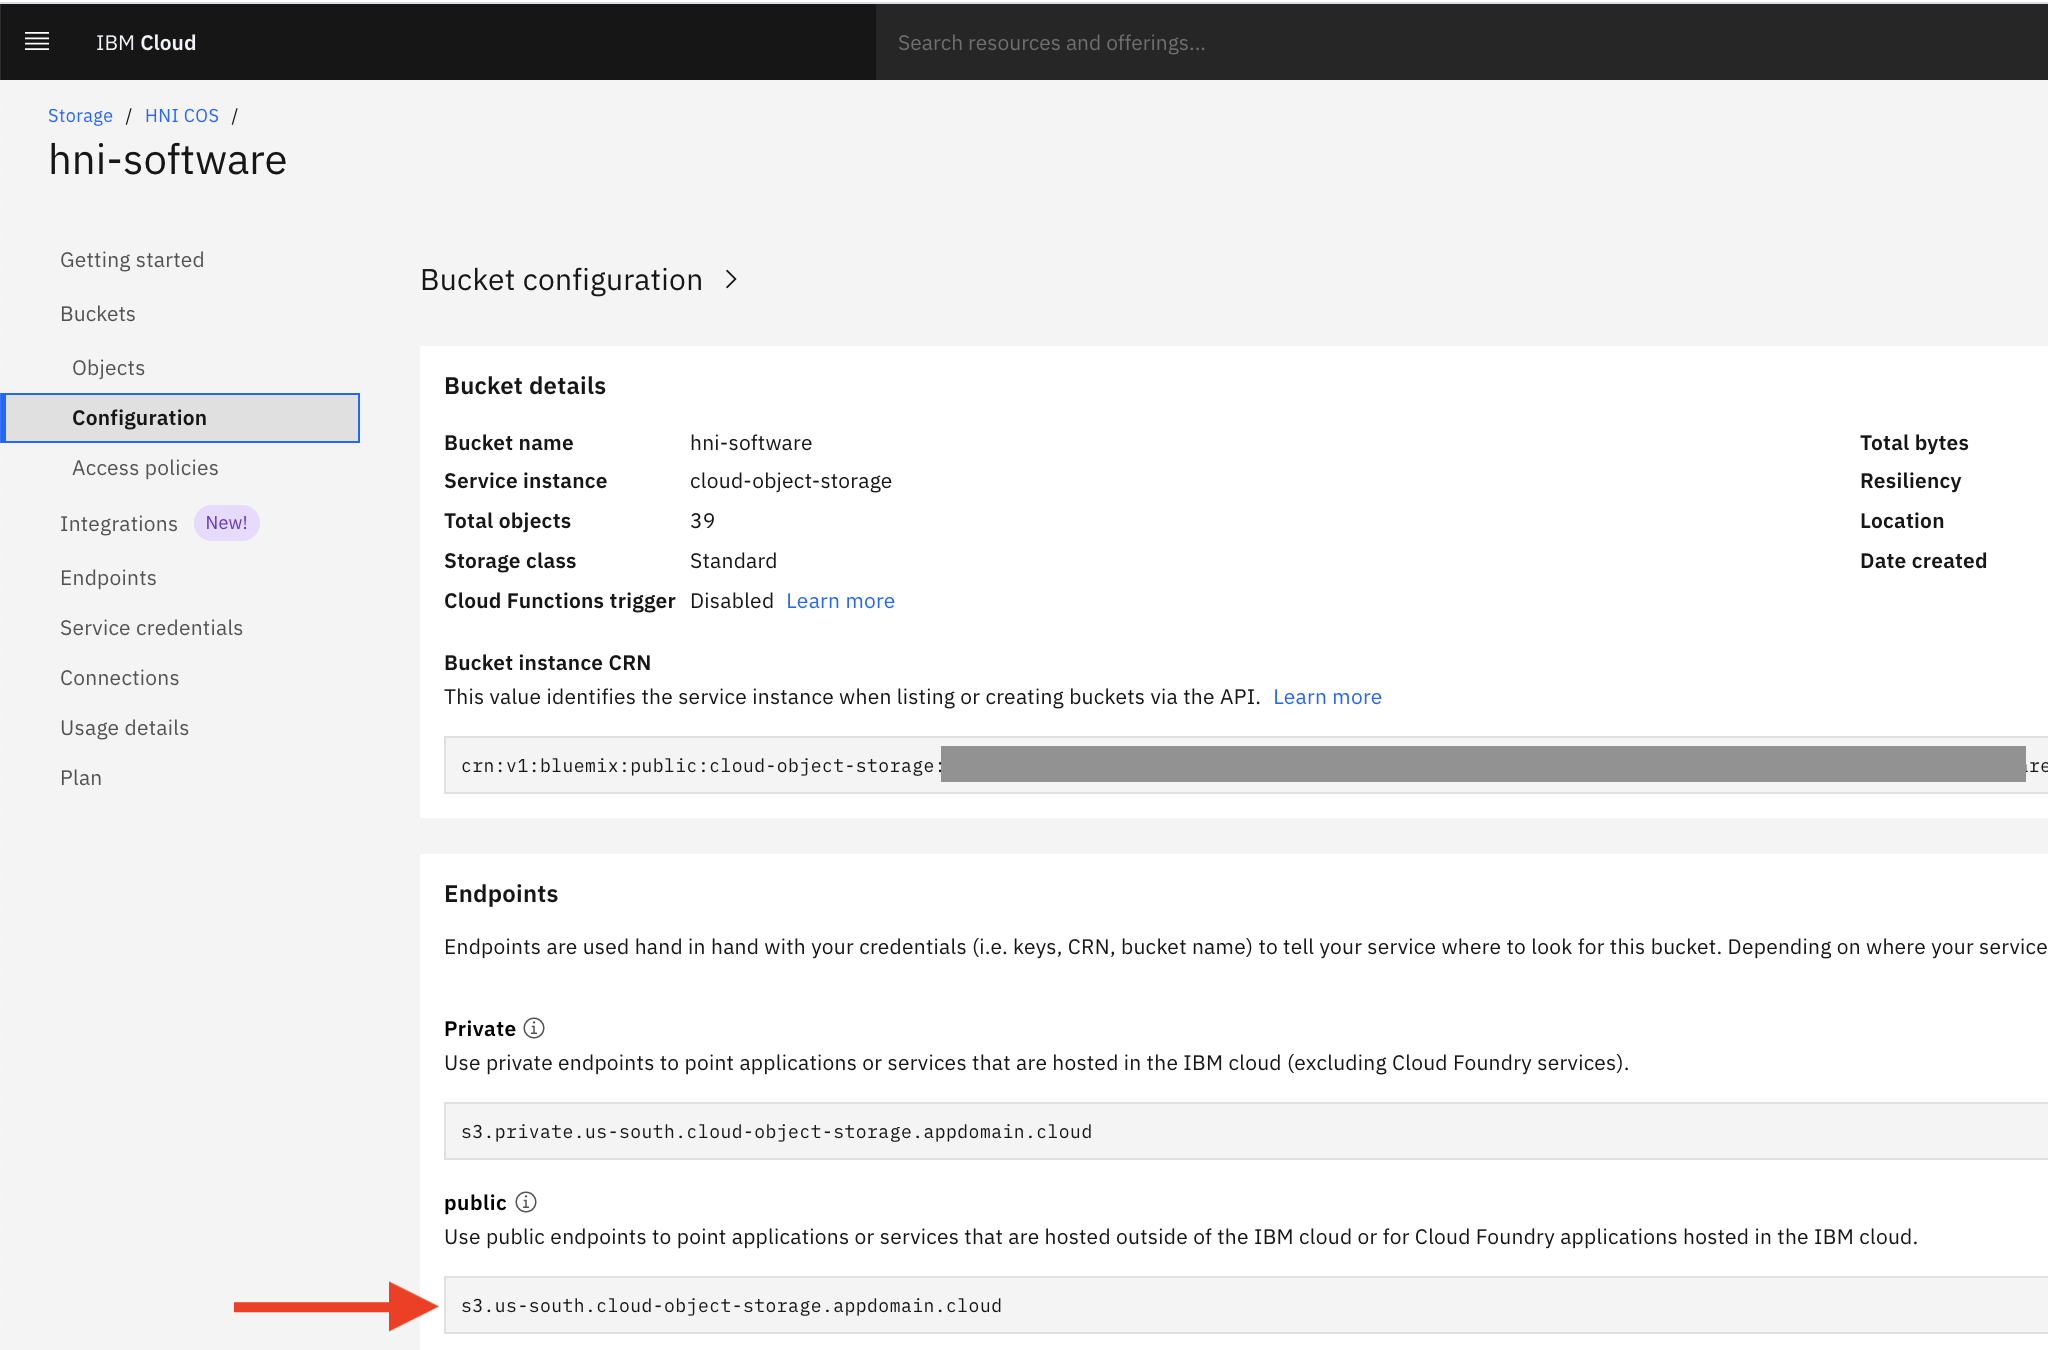 IBM Cloud
Search resources and offerings...
Storage / HNI COS /
hni-software
Getting started
Buckets
Objects
Configuration
Access policies
Integrations New!
Endpoints
Service credentials
Connections
Usage details
Plan
Bucket configuration
Bucket details
Bucket name hni-software
Service instance cloud-object-storage
Total objects 39
Storage class Standard
Cloud Functions trigger Disabled Learn more
Total bytes
Resiliency
Location
Date created
Bucket instance CRN
This value identifies the service instance when listing or creating buckets via the API. Learn more
crn:v1:bluemix:public:cloud-object-storage:
Endpoints
Endpoints are used hand in hand with your credentials (i.e. keys, CRN, bucket name) to tell your service where to look for this bucket. Depending on where your service
Private
Use private endpoints to point applications or services that are hosted in the IBM cloud (excluding Cloud Foundry services).
s3.private.us-south.cloud-object-storage.appdomain.cloud
public
Use public endpoints to point applications or services that are hosted outside of the IBM cloud or for Cloud Foundry applications hosted in the IBM cloud.
s3.us-south.cloud-object-storage.appdomain.cloud